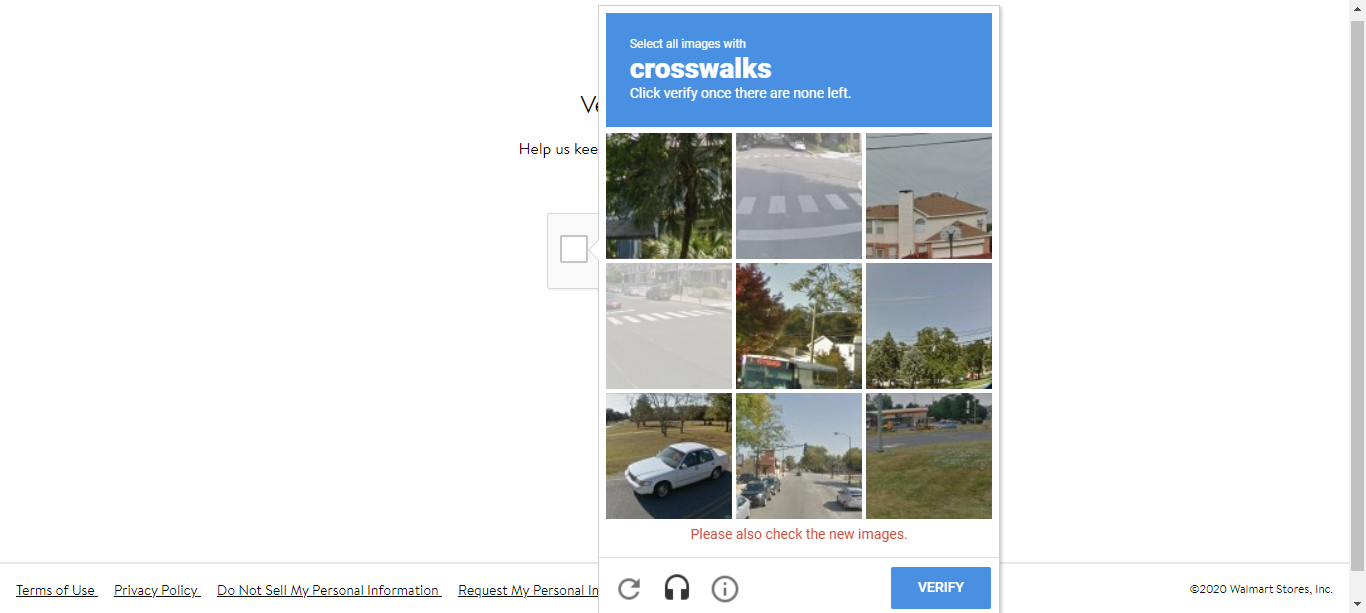 Select all images with
crosswalks
Click verify once there are none left.
Ve
Help us kee
Please also check the new images.
VERIFY
Terms of Use
Privacy Policy
Do Not Sell My Personal Information
Request My Personal In
©2020 Walmart Stores, Inc.